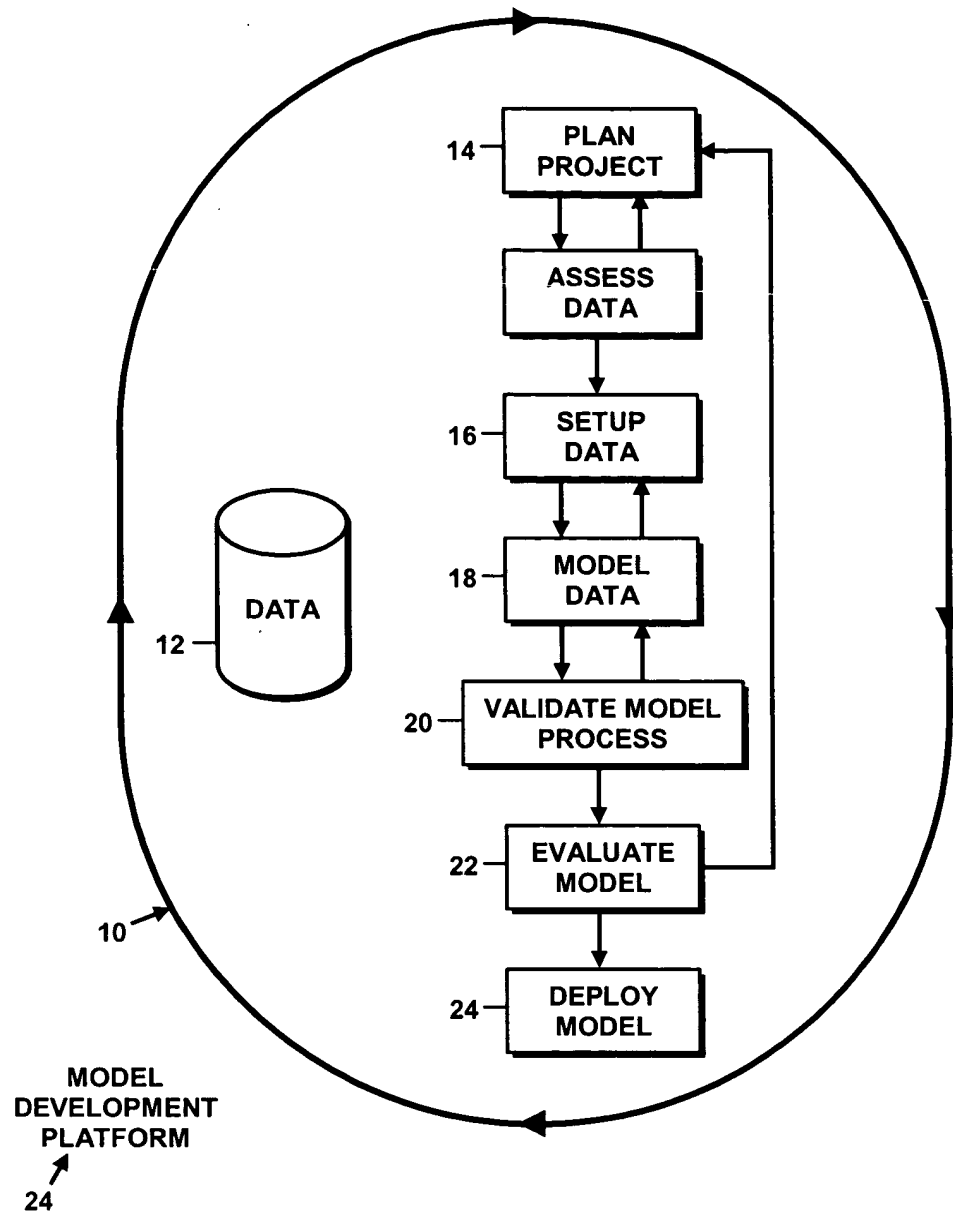 14
PLAN
PROJECT
ASSESS
DATA
16
SETUP
DATA
18
MODEL
DATA
DATA
12
20
VALIDATE MODEL
PROCESS
22
EVALUATE
MODEL
10
24
DEPLOY
MODEL
MODEL
DEVELOPMENT
PLATFORM
24